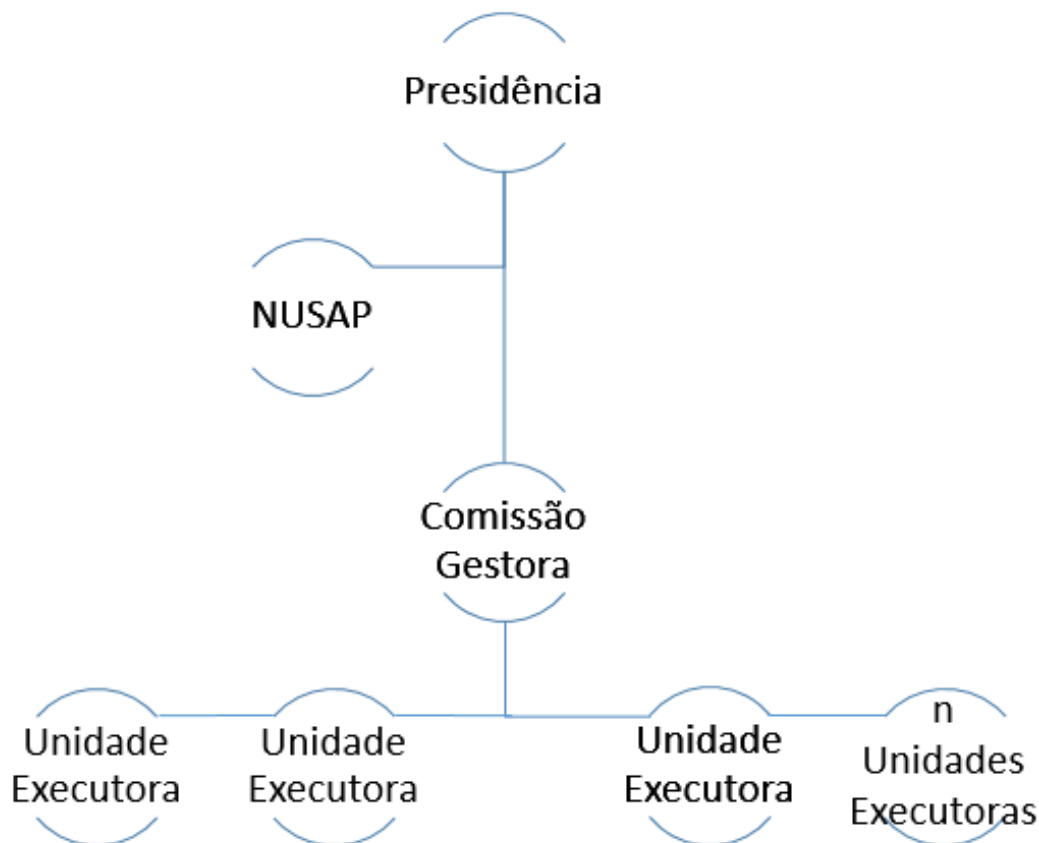 Presidência
NUSAP
Comissão
Gestora
Unidade
Executora
Unidade
Executora
Unidade
Executora
n
Unidades
Executoras